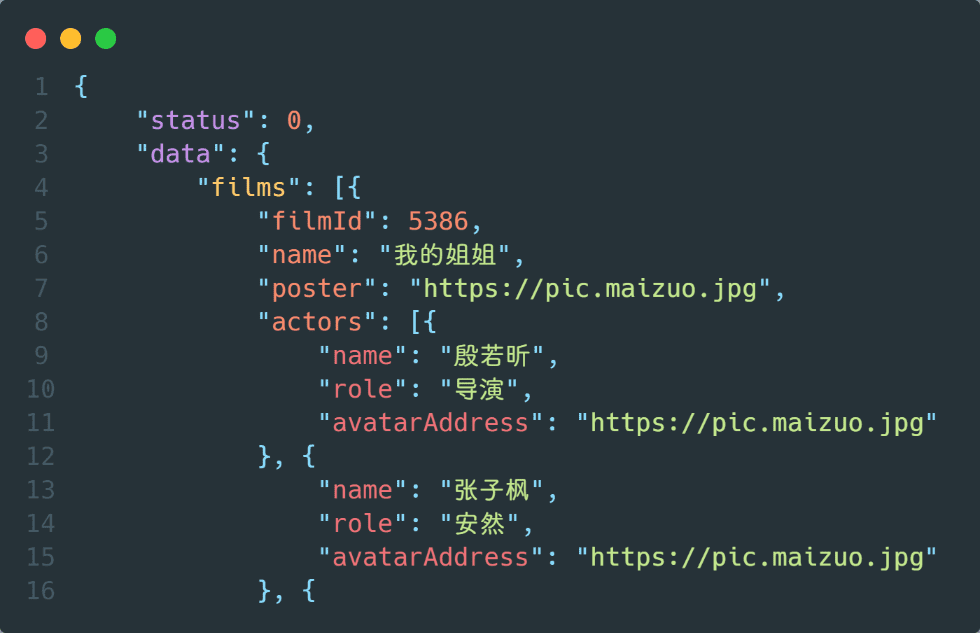 1 {
2     "status": 0,
3     "data": {
4         "films": [{
5             "filmId": 5386,
6             "name": "我的姐姐",
7             "poster": "https://pic.maizuo.jpg",
8             "actors": [{
9                 "name": "殷若昕",
10                 "role": "导演",
11                 "avatarAddress": "https://pic.maizuo.jpg"
12             }, {
13                 "name": "张子枫",
14                 "role": "安然",
15                 "avatarAddress": "https://pic.maizuo.jpg"
16             }, {